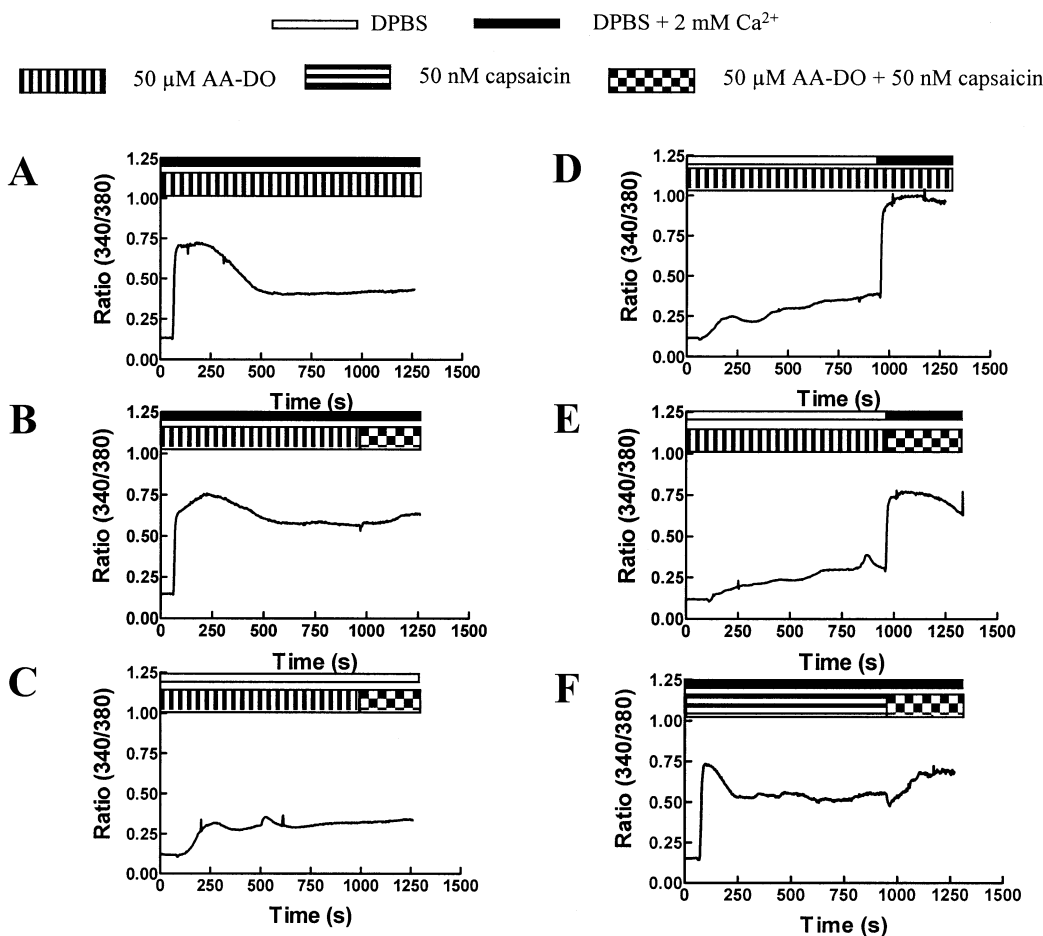 DPBS
DPBS + 2 mM Ca²⁺
50 µM AA-DO
50 nM capsaicin
50 µM AA-DO + 50 nM capsaicin
A
Ratio (340/380)
1.25
1.00
0.75
0.50
0.25
0.00
0 250 500 750 1000 1250 1500
Time (s)
B
Ratio (340/380)
1.25
1.00
0.75
0.50
0.25
0.00
0 250 500 750 1000 1250 1500
Time (s)
C
Ratio (340/380)
1.25
1.00
0.75
0.50
0.25
0.00
0 250 500 750 1000 1250 1500
Time (s)
D
Ratio (340/380)
1.25
1.00
0.75
0.50
0.25
0.00
0 250 500 750 1000 1250 1500
Time (s)
E
Ratio (340/380)
1.25
1.00
0.75
0.50
0.25
0.00
0 250 500 750 1000 1250 1500
Time (s)
F
Ratio (340/380)
1.25
1.00
0.75
0.50
0.25
0.00
0 250 500 750 1000 1250 1500
Time (s)